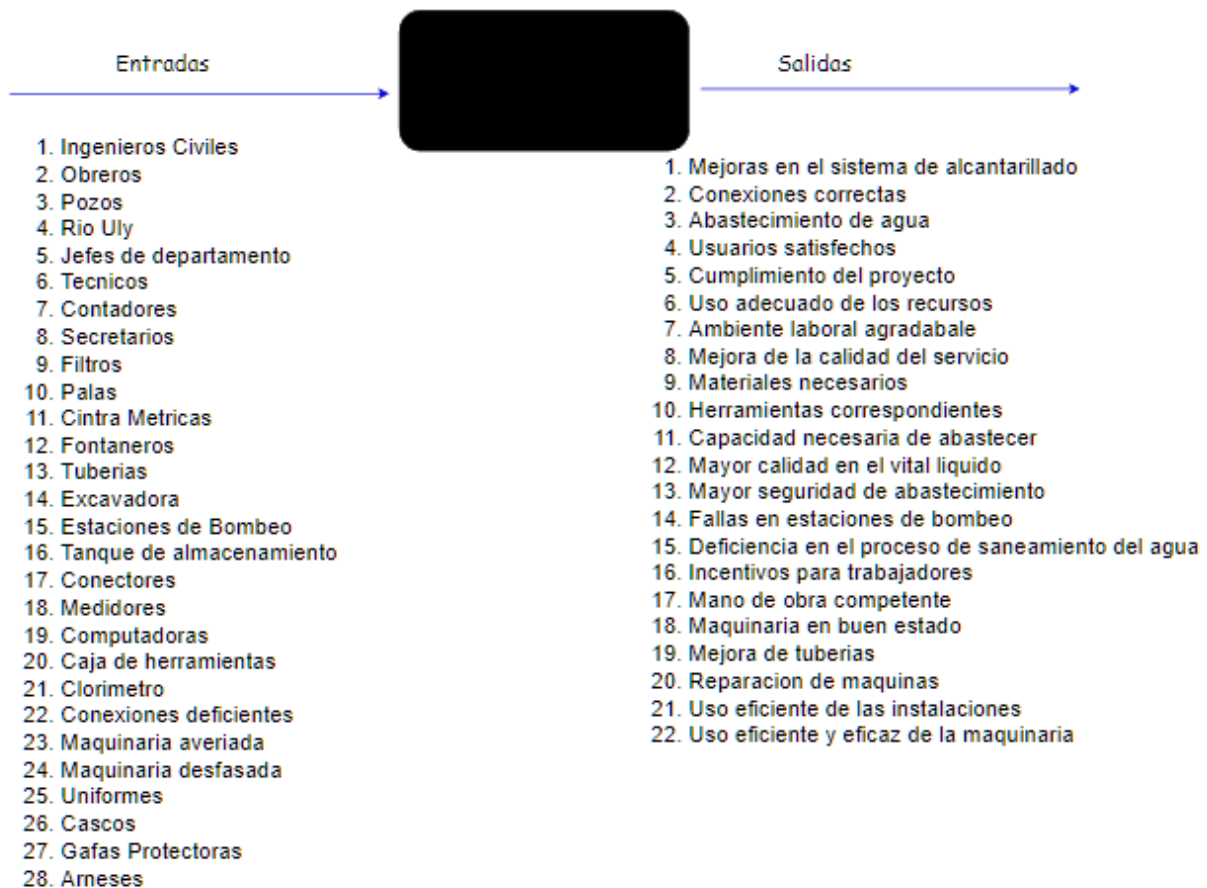 Entradas
Salidas
1. Ingenieros Civiles
2. Obreros
3. Pozos
4. Rio Uly
5. Jefes de departamento
6. Tecnicos
7. Contadores
8. Secretarios
9. Filtros
10. Palas
11. Cintra Metricas
12. Fontaneros
13. Tuberias
14. Excavadora
15. Estaciones de Bombeo
16. Tanque de almacenamiento
17. Conectores
18. Medidores
19. Computadoras
20. Caja de herramientas
21. Clorimetro
22. Conexiones deficientes
23. Maquinaria averiada
24. Maquinaria desfasada
25. Uniformes
26. Cascos
27. Gafas Protectoras
28. Arneses
1. Mejoras en el sistema de alcantarillado
2. Conexiones correctas
3. Abastecimiento de agua
4. Usuarios satisfechos
5. Cumplimiento del proyecto
6. Uso adecuado de los recursos
7. Ambiente laboral agradabale
8. Mejora de la calidad del servicio
9. Materiales necesarios
10. Herramientas correspondientes
11. Capacidad necesaria de abastecer
12. Mayor calidad en el vital liquido
13. Mayor seguridad de abastecimiento
14. Fallas en estaciones de bombeo
15. Deficiencia en el proceso de saneamiento del agua
16. Incentivos para trabajadores
17. Mano de obra competente
18. Maquinaria en buen estado
19. Mejora de tuberias
20. Reparacion de maquinas
21. Uso eficiente de las instalaciones
22. Uso eficiente y eficaz de la maquinaria